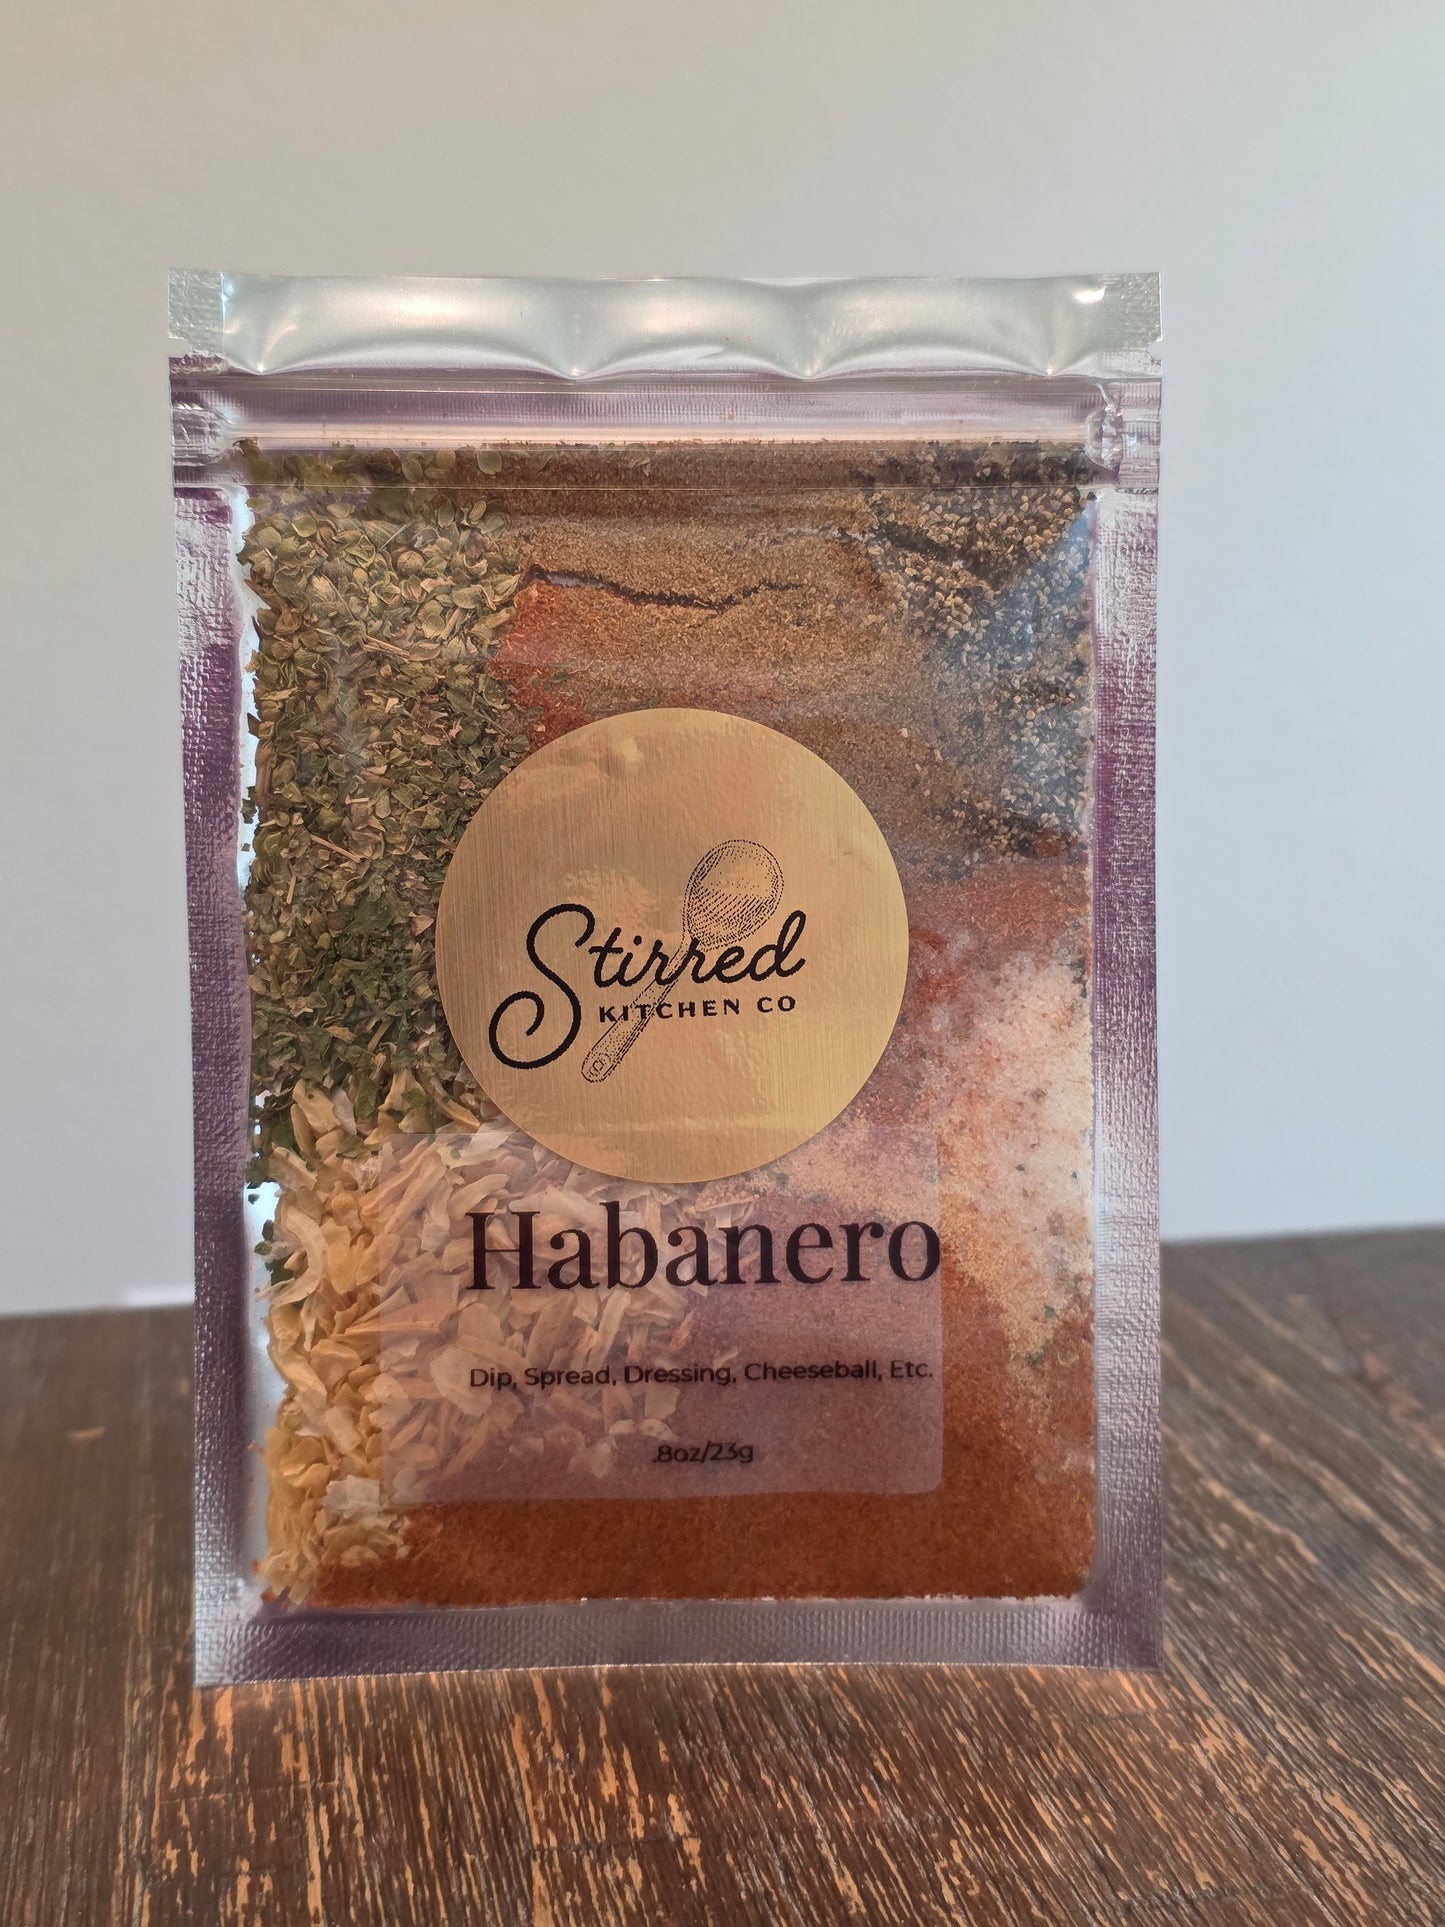 Stirred
KITCHEN CO
Habanero
Dip, Spread, Dressing, Cheeseball, Etc.
.8oz/23g